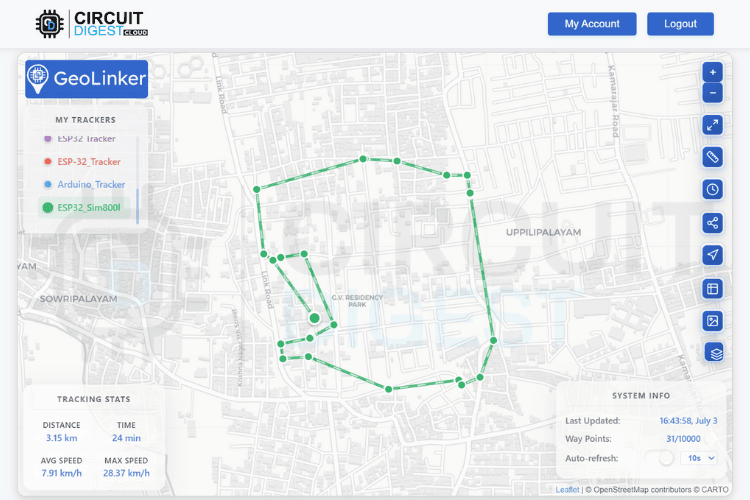 CIRCUIT
DIGEST CLOUD
My Account
Logout
GeoLinker
MY TRACKERS
ESP32 Tracker
ESP-32_Tracker
Arduino_Tracker
ESP32_Sim800l
Link Road
Kamarajar Road
UPPILIPALAYAM
CIRCUIT
DIGEST
YAM
SOWRIPALAYAM
Link Road
C.V. RESIDENCY
PARK
TRACKING STATS
DISTANCE
TIME
3.15 km
24 min
AVG SPEED
MAX SPEED
7.91 km/h
28.37 km/h
SYSTEM INFO
Last Updated:
16:43:58, July 3
Way Points:
31/10000
Auto-refresh:
10s
Leaflet | © OpenStreetMap contributors © CARTO